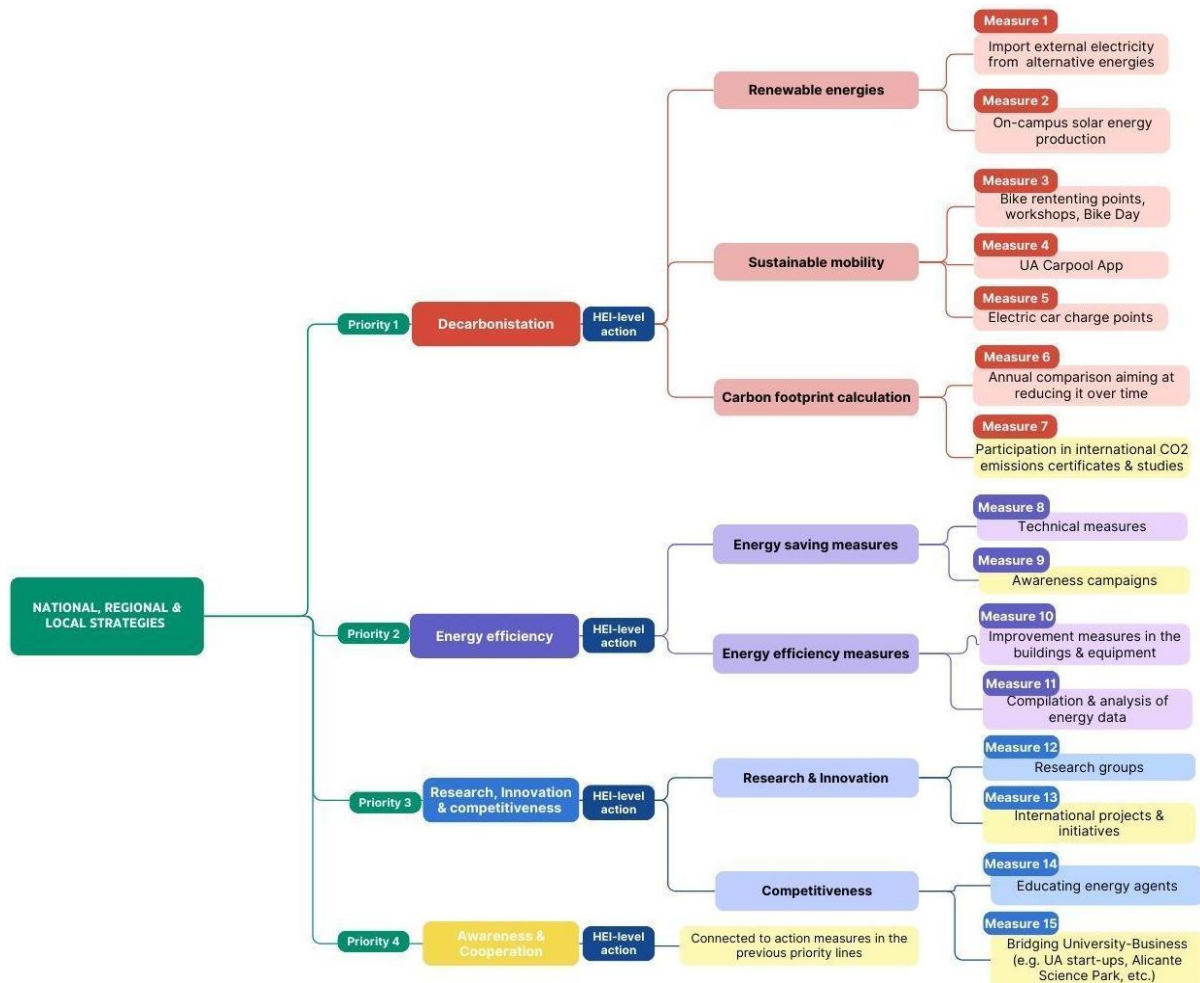 NATIONAL, REGIONAL &
LOCAL STRATEGIES
Priority 1
Decarbonistation
HEI-level
action
Renewable energies
Measure 1
Import external electricity
from alternative energies
Measure 2
On-campus solar energy
production
Sustainable mobility
Measure 3
Bike rententing points,
workshops, Bike Day
Measure 4
UA Carpool App
Measure 5
Electric car charge points
Carbon footprint calculation
Measure 6
Annual comparison aiming at
reducing it over time
Measure 7
Participation in international CO2
emissions certificates & studies
Priority 2
Energy efficiency
HEI-level
action
Energy saving measures
Measure 8
Technical measures
Measure 9
Awareness campaigns
Energy efficiency measures
Measure 10
Improvement measures in the
buildings & equipment
Measure 11
Compilation & analysis of
energy data
Priority 3
Research, Innovation
& competitiveness
HEI-level
action
Research & Innovation
Measure 12
Research groups
Measure 13
International projects &
initiatives
Competitiveness
Measure 14
Educating energy agents
Measure 15
Bridging University-Business
(e.g. UA start-ups, Alicante
Science Park, etc.)
Priority 4
Awareness &
Cooperation
HEI-level
action
Connected to action measures in the
previous priority lines